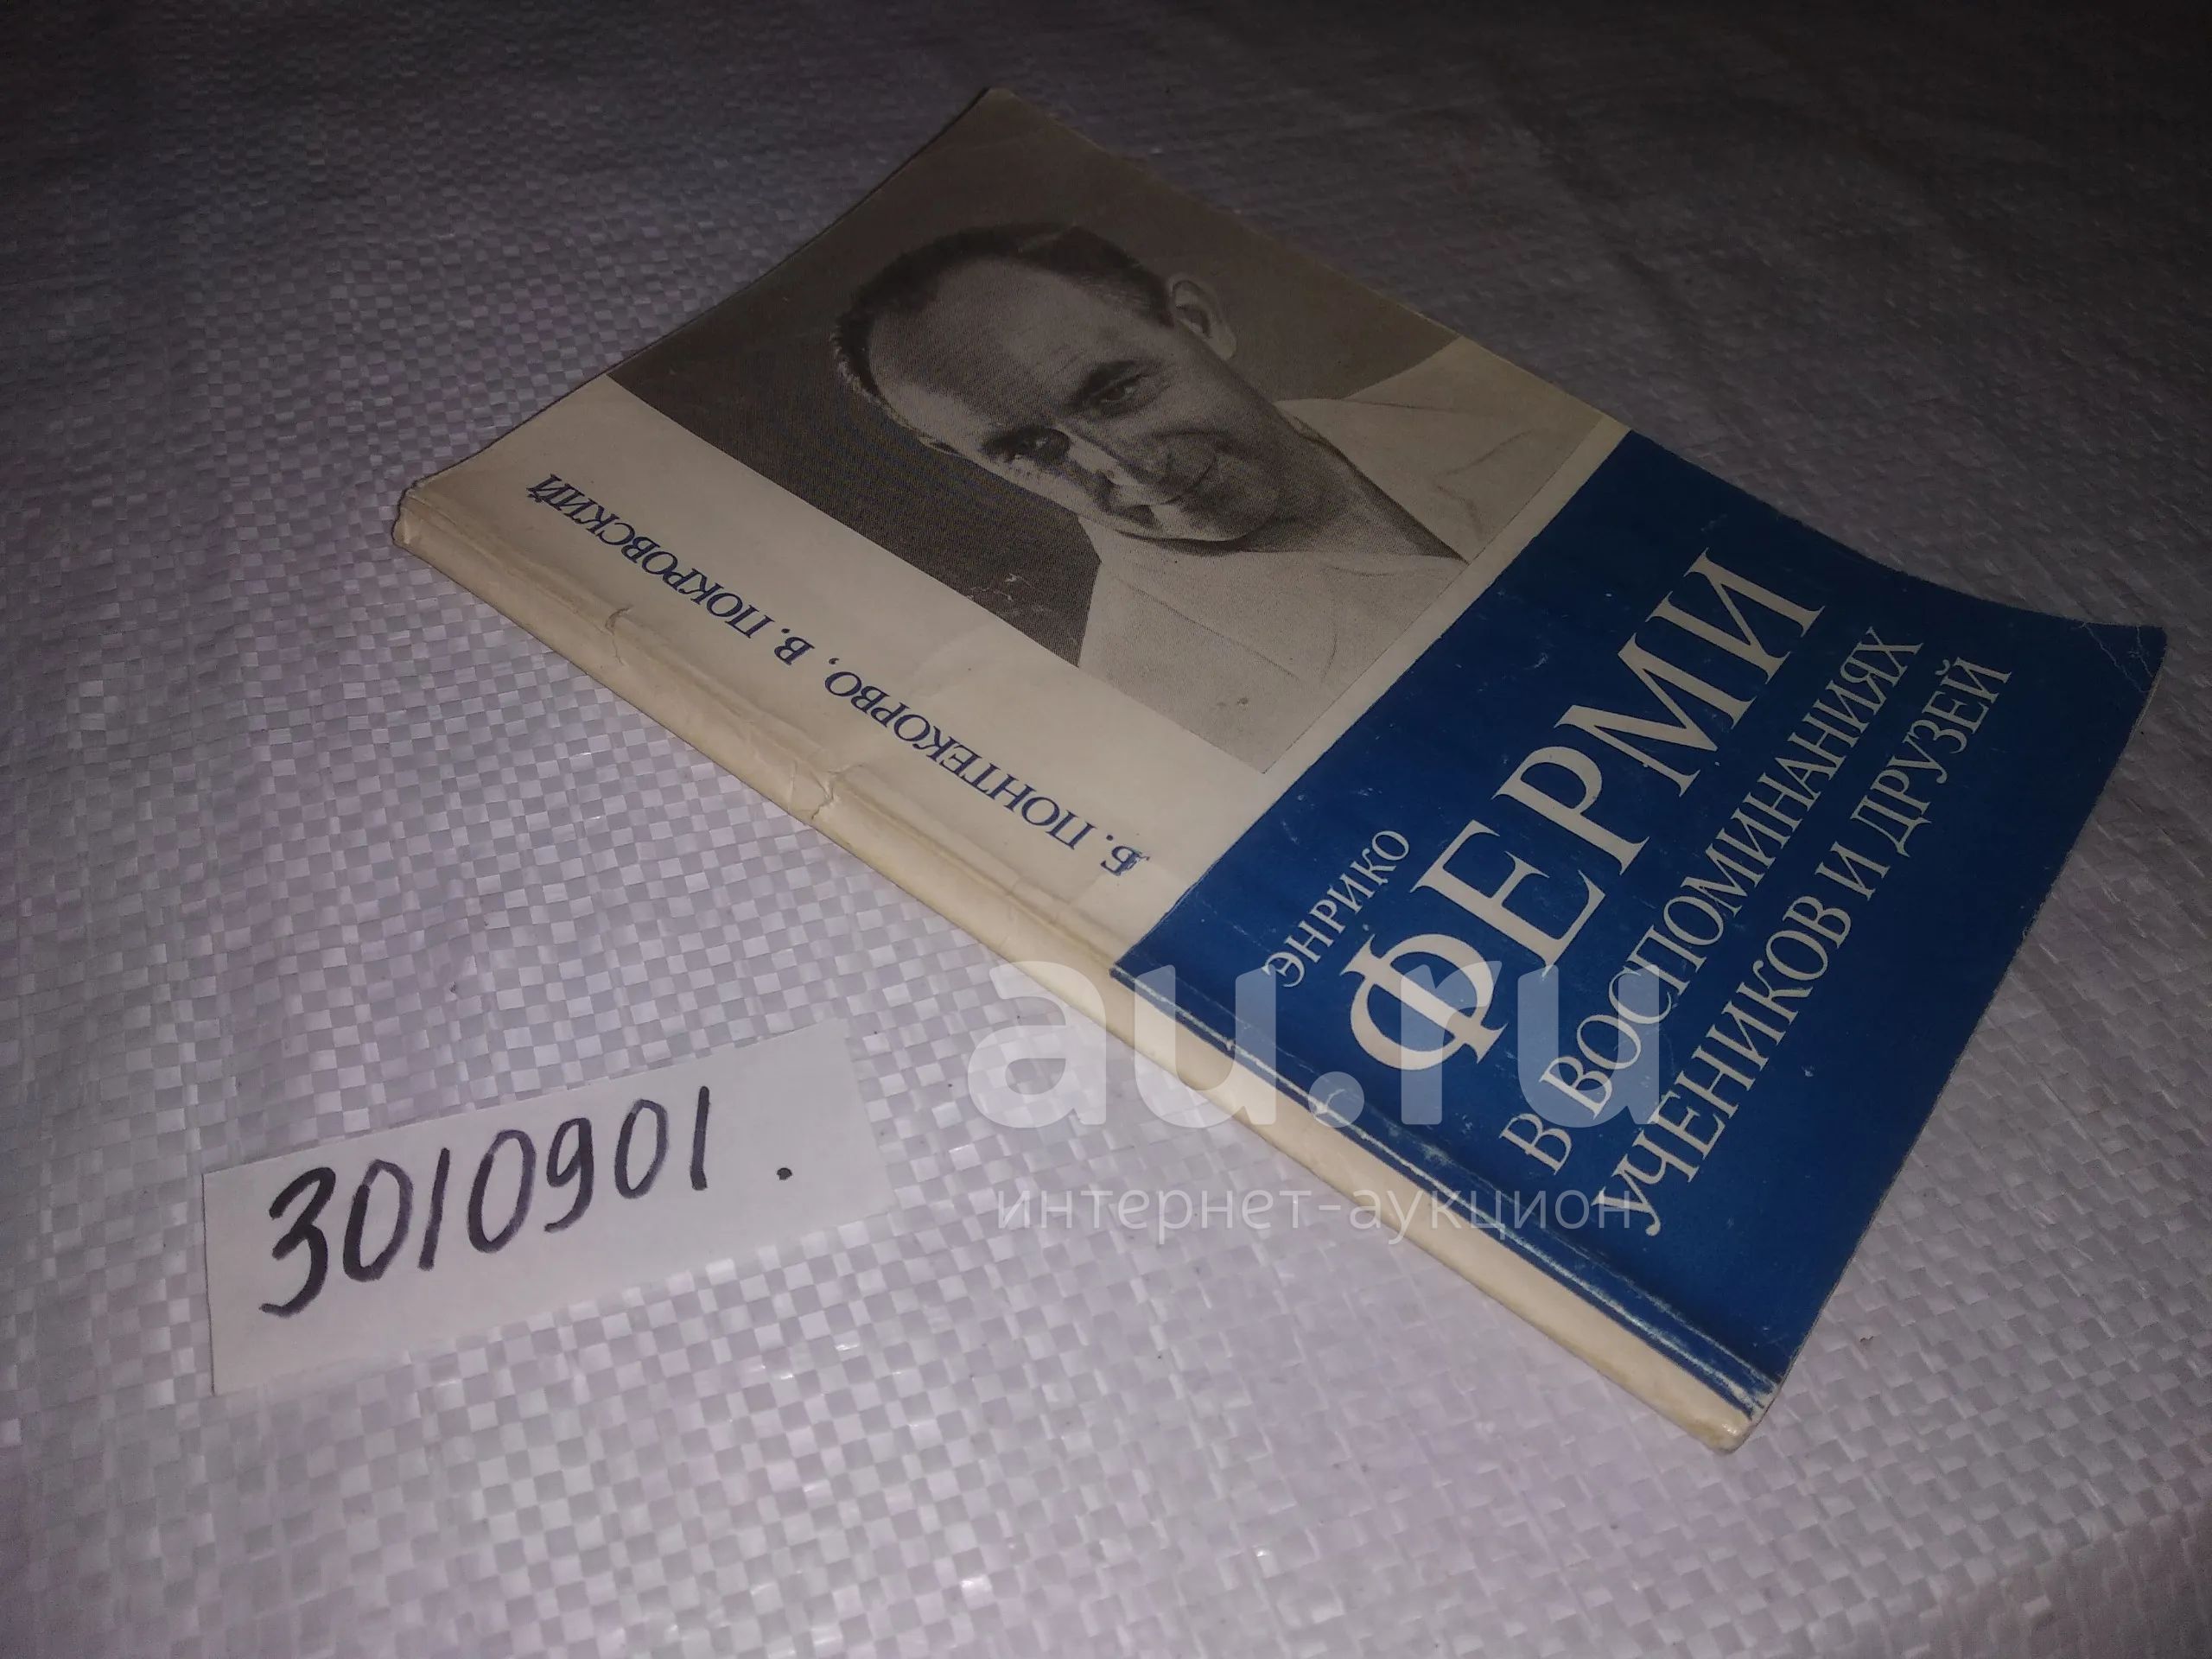 Б. ПОНТЕКОРВО, В. ПОКРОВСКИЙ
ЭНРИКО
ФЕРМИ
В ВОСПОМИНАНИЯХ
УЧЕНИКОВ И ДРУЗЕЙ
3010901.
au.ru
интернет-аукцион